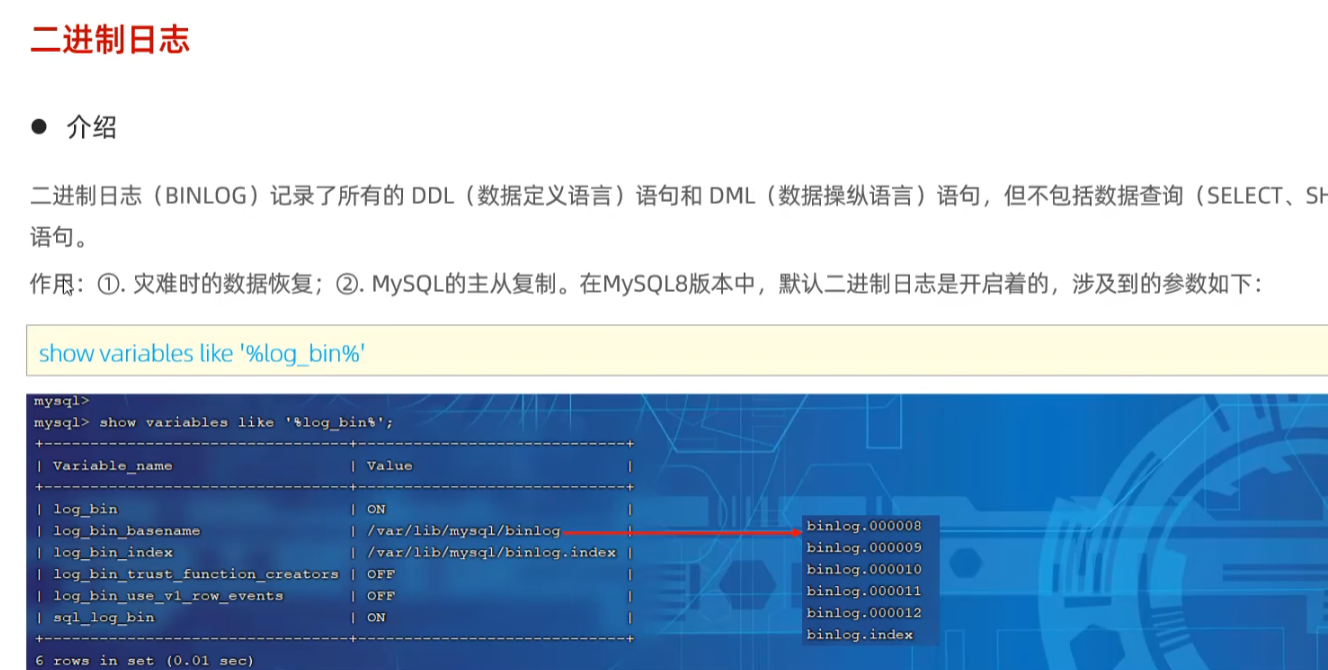 二进制日志
● 介绍
二进制日志（BINLOG）记录了所有的 DDL（数据定义语言）语句和 DML（数据操纵语言）语句，但不包括数据查询（SELECT、SH
语句。
作用：①. 灾难时的数据恢复；②. MySQL的主从复制。在MySQL8版本中，默认二进制日志是开启着的，涉及到的参数如下：
show variables like '%log_bin%'
mysql>
mysql> show variables like '%log_bin%';
+----------------------------------+------------------------------+
| Variable_name | Value |
+----------------------------------+------------------------------+
| log_bin | ON |
| log_bin_basename | /var/lib/mysql/binlog |
| log_bin_index | /var/lib/mysql/binlog.index |
| log_bin_trust_function_creators | OFF |
| log_bin_use_v1_row_events | OFF |
| sql_log_bin | ON |
+----------------------------------+------------------------------+
6 rows in set (0.01 sec)
binlog.000008
binlog.000009
binlog.000010
binlog.000011
binlog.000012
binlog.index